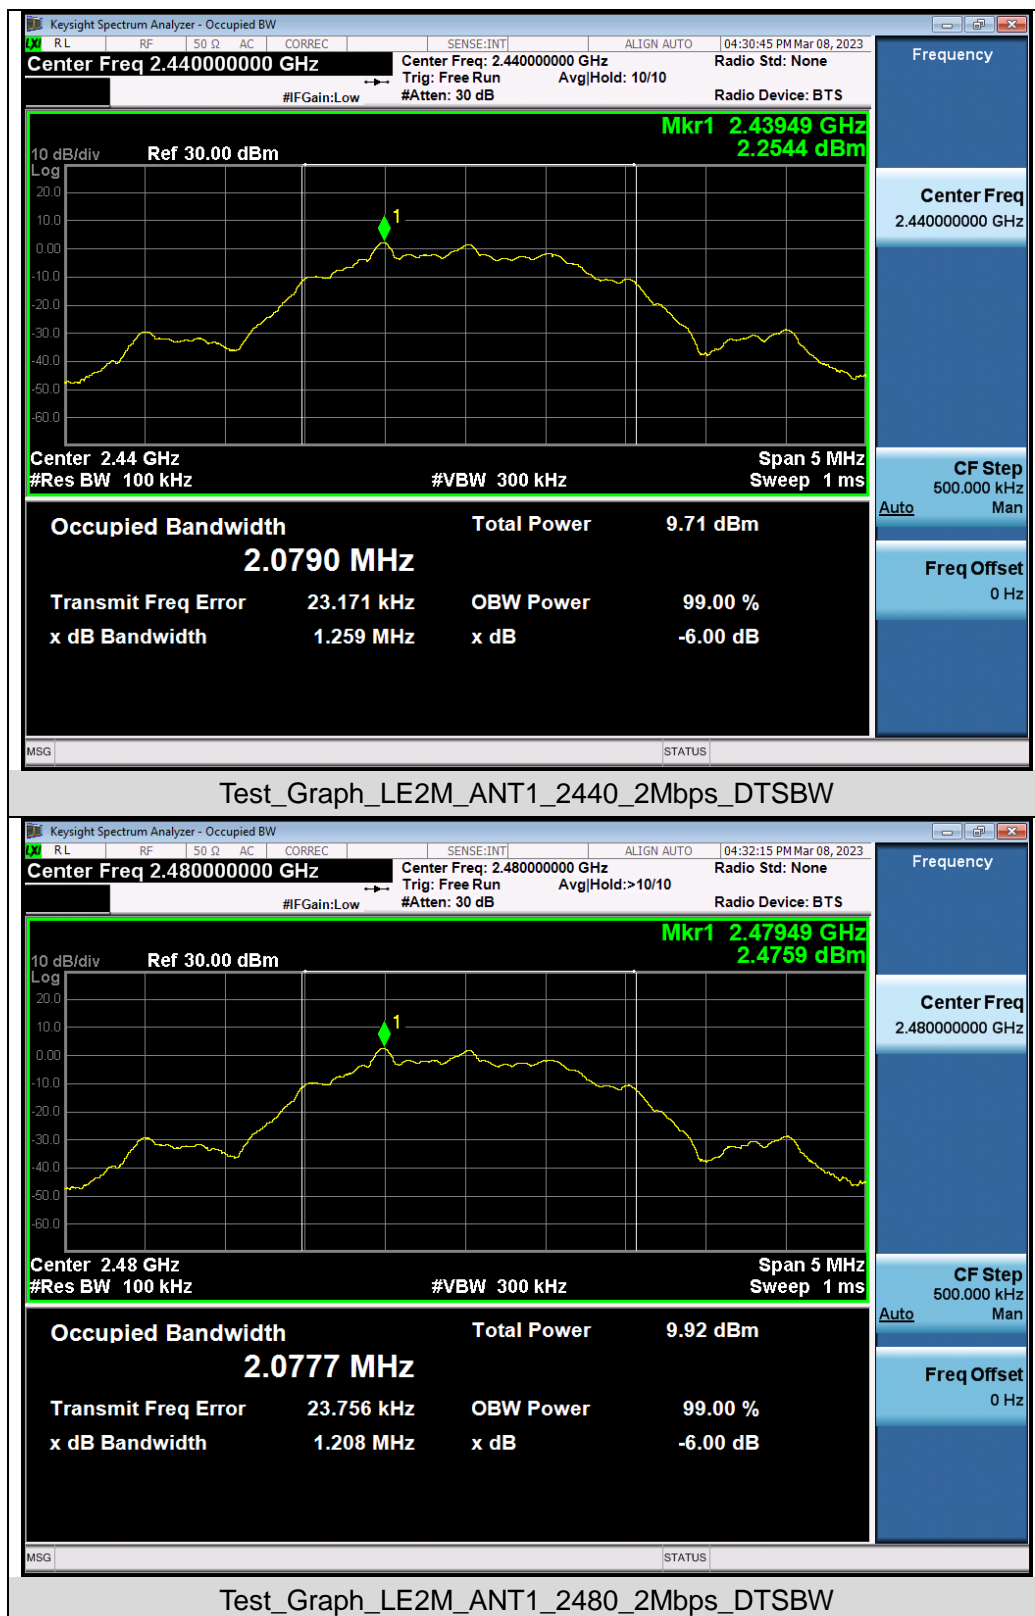 Keysight Spectrum Analyzer - Occupied BW
LXI RL RF 50 Ω AC CORREC SENSE:INT ALIGN AUTO 04:30:45 PM Mar 08, 2023
Center Freq 2.440000000 GHz Center Freq: 2.440000000 GHz Radio Std: None
Trig: Free Run Avg|Hold: 10/10
#IFGain:Low #Atten: 30 dB Radio Device: BTS
Frequency
Mkr1 2.43949 GHz
2.2544 dBm
10 dB/div Ref 30.00 dBm
Log
20.0
10.0
0.00
-10.0
-20.0
-30.0
-40.0
-50.0
-60.0
1
Center Freq
2.440000000 GHz
Center 2.44 GHz Span 5 MHz
#Res BW 100 kHz #VBW 300 kHz Sweep 1 ms
CF Step
500.000 kHz
Auto Man
Occupied Bandwidth Total Power 9.71 dBm
2.0790 MHz
Freq Offset
0 Hz
Transmit Freq Error 23.171 kHz OBW Power 99.00 %
x dB Bandwidth 1.259 MHz x dB -6.00 dB
MSG STATUS
Test_Graph_LE2M_ANT1_2440_2Mbps_DTSBW
Keysight Spectrum Analyzer - Occupied BW
LXI RL RF 50 Ω AC CORREC SENSE:INT ALIGN AUTO 04:32:15 PM Mar 08, 2023
Center Freq 2.480000000 GHz Center Freq: 2.480000000 GHz Radio Std: None
Trig: Free Run Avg|Hold:>10/10
#IFGain:Low #Atten: 30 dB Radio Device: BTS
Frequency
Mkr1 2.47949 GHz
2.4759 dBm
10 dB/div Ref 30.00 dBm
Log
20.0
10.0
0.00
-10.0
-20.0
-30.0
-40.0
-50.0
-60.0
1
Center Freq
2.480000000 GHz
Center 2.48 GHz Span 5 MHz
#Res BW 100 kHz #VBW 300 kHz Sweep 1 ms
CF Step
500.000 kHz
Auto Man
Occupied Bandwidth Total Power 9.92 dBm
2.0777 MHz
Freq Offset
0 Hz
Transmit Freq Error 23.756 kHz OBW Power 99.00 %
x dB Bandwidth 1.208 MHz x dB -6.00 dB
MSG STATUS
Test_Graph_LE2M_ANT1_2480_2Mbps_DTSBW